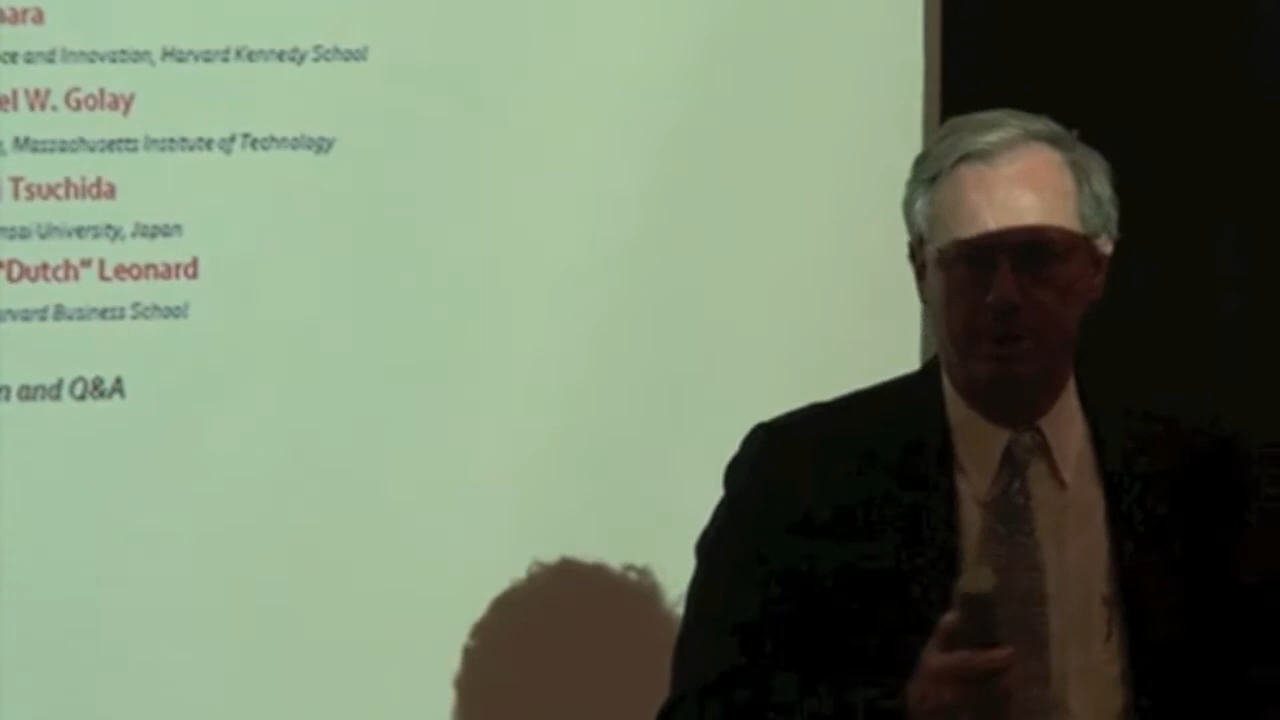 ara
ce and Innovation, Harvard Kennedy School
el W. Golay
, Massachusetts Institute of Technology
Tsuchida
nsai University, Japan
"Dutch" Leonard
arvard Business School
n and Q&A